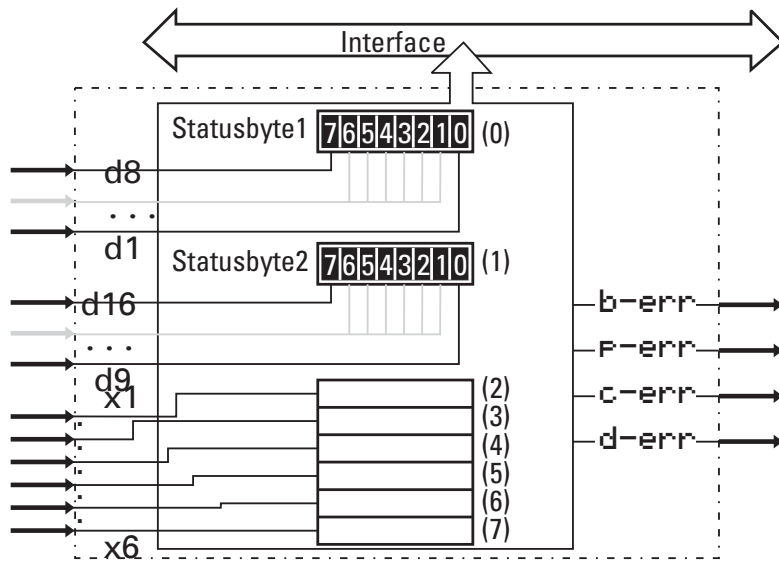 Interface
Statusbyte1 7 6 5 4 3 2 1 0 (0)
d8
. . .
d1
Statusbyte2 7 6 5 4 3 2 1 0 (1)
d16
. . .
d9
x1
(2)
(3)
(4)
(5)
(6)
(7)
x6
b-err
P-err
c-err
d-err